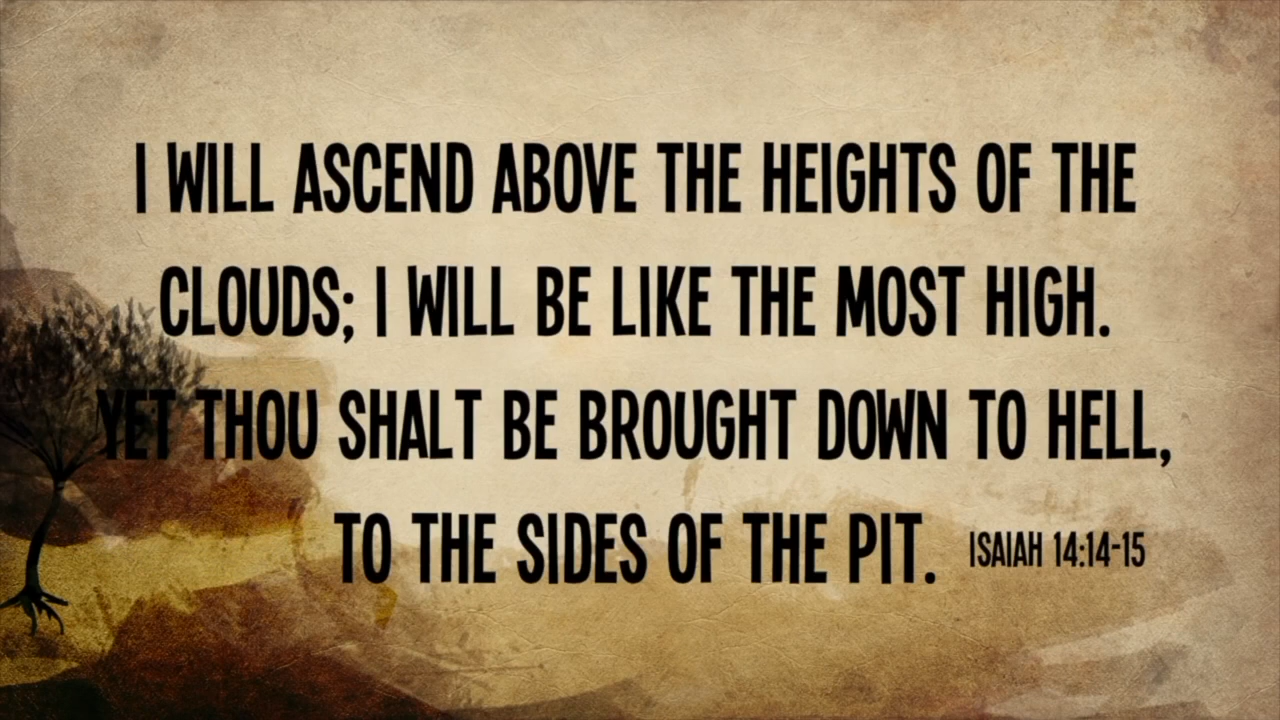 I WILL ASCEND ABOVE THE HEIGHTS OF THE
CLOUDS; I WILL BE LIKE THE MOST HIGH.
YET THOU SHALT BE BROUGHT DOWN TO HELL,
TO THE SIDES OF THE PIT. ISAIAH 14:14-15